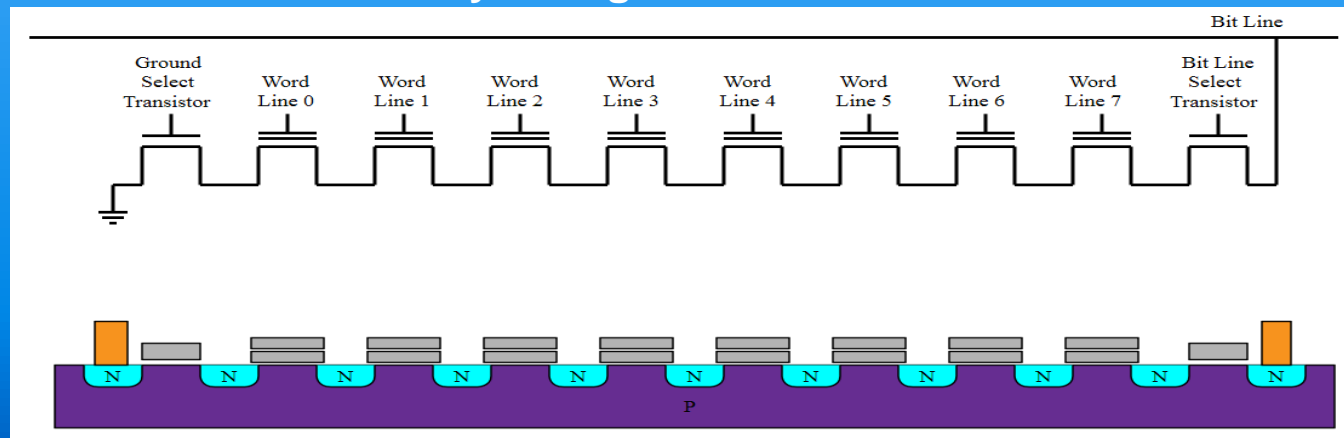 Bit Line
Ground
Select
Transistor
Word
Line 0
Word
Line 1
Word
Line 2
Word
Line 3
Word
Line 4
Word
Line 5
Word
Line 6
Word
Line 7
Bit Line
Select
Transistor
N N N N N N N N N N N
P